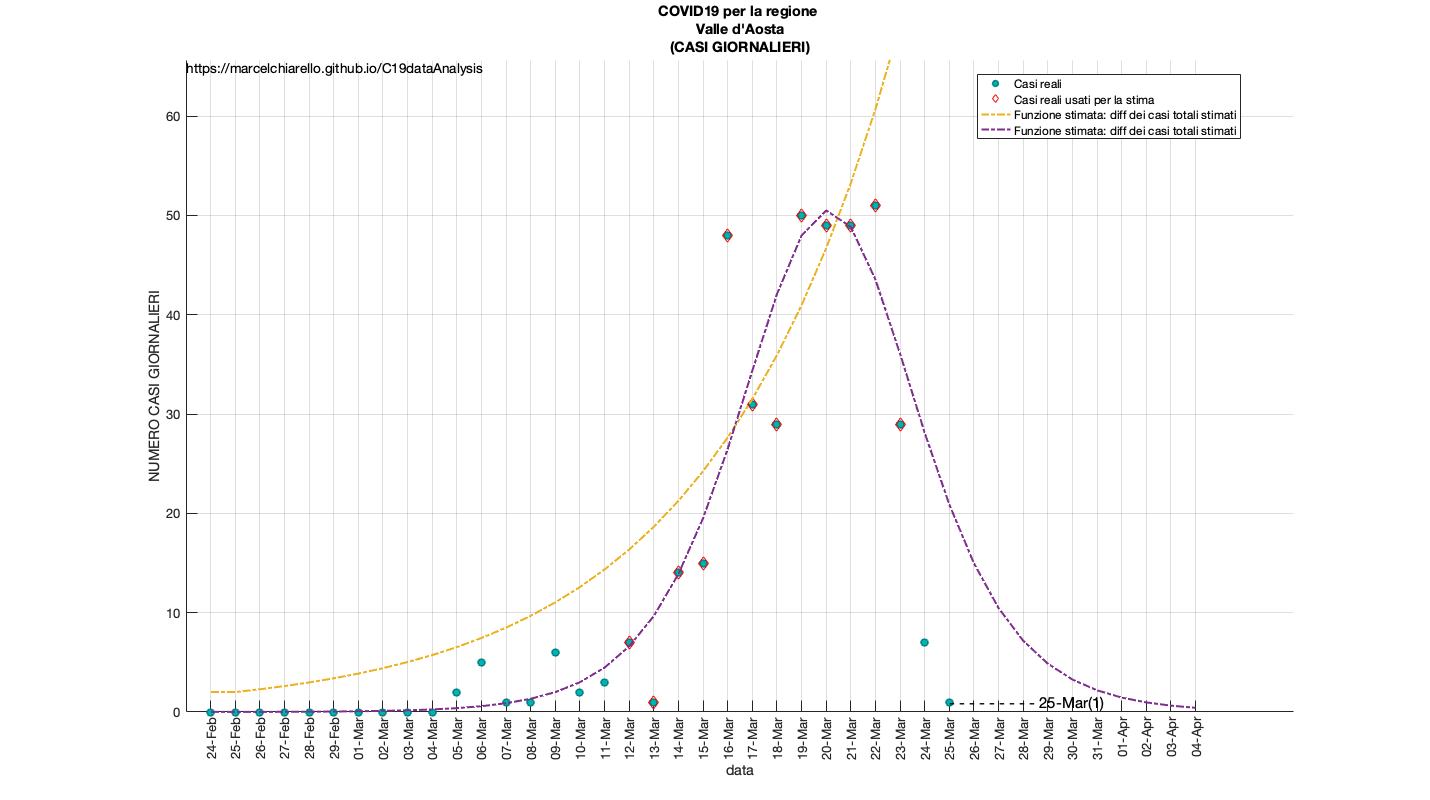 COVID19 per la regione
Valle d'Aosta
(CASI GIORNALIERI)
https://marcelchiarello.github.io/C19dataAnalysis
Casi reali
Casi reali usati per la stima
Funzione stimata: diff dei casi totali stimati
Funzione stimata: diff dei casi totali stimati
NUMERO CASI GIORNALIERI
60
50
40
30
20
10
0
25-Mar(1)
24-Feb
25-Feb
26-Feb
27-Feb
28-Feb
29-Feb
01-Mar
02-Mar
03-Mar
04-Mar
05-Mar
06-Mar
07-Mar
08-Mar
09-Mar
10-Mar
11-Mar
12-Mar
13-Mar
14-Mar
15-Mar
16-Mar
17-Mar
18-Mar
19-Mar
20-Mar
21-Mar
22-Mar
23-Mar
24-Mar
25-Mar
26-Mar
27-Mar
28-Mar
29-Mar
30-Mar
31-Mar
01-Apr
02-Apr
03-Apr
04-Apr
data